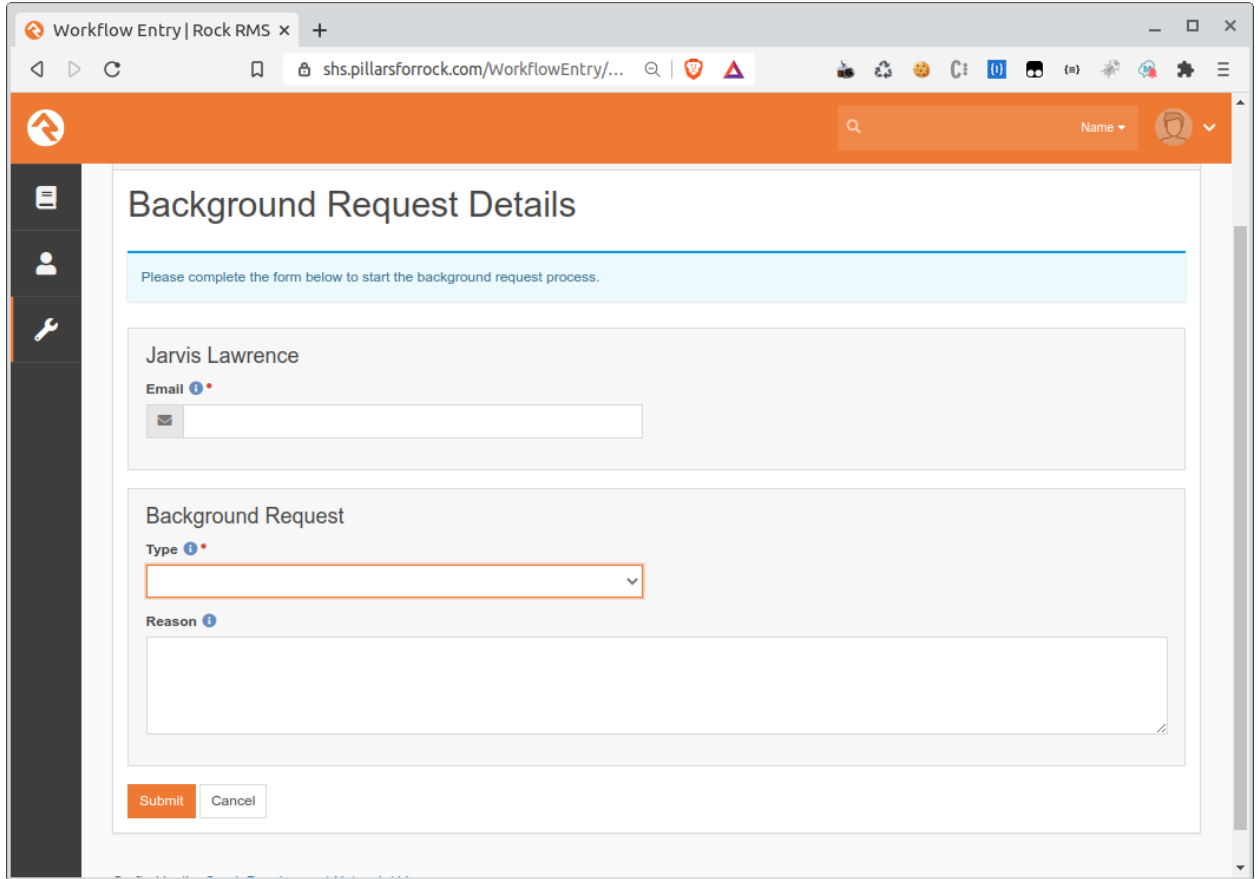 Workflow Entry | Rock RMS
shs.pillarsforrock.com/WorkflowEntry/...
Name
Background Request Details
Please complete the form below to start the background request process.
Jarvis Lawrence
Email
Background Request
Type
Reason
Submit
Cancel